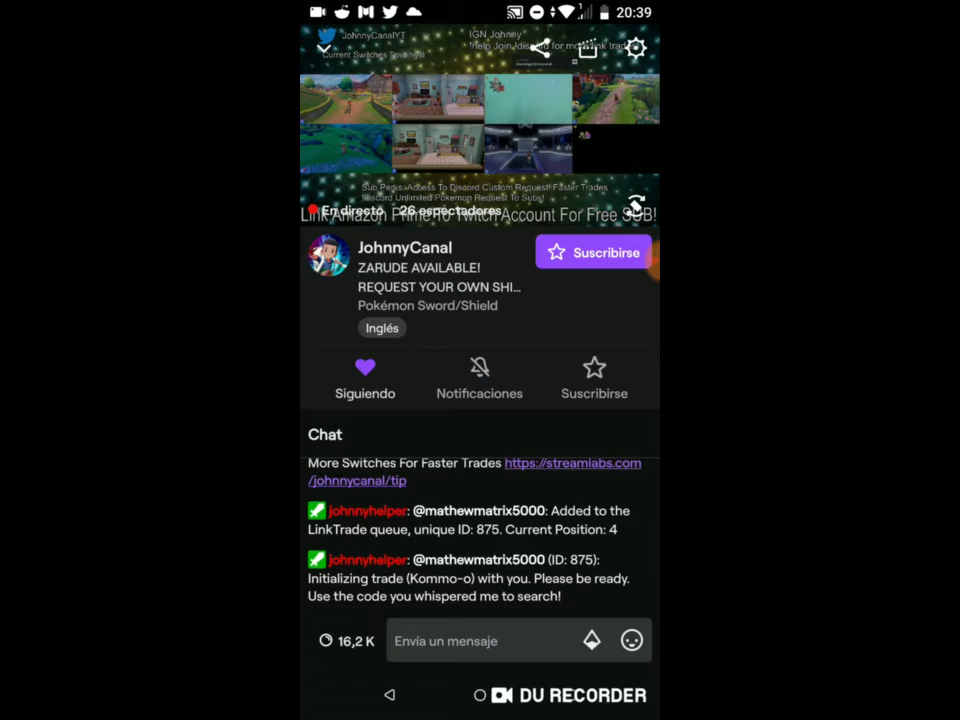 20:39
JohnnyCanalYT
IGN Johnny
Current Switches Trading:8
!help Join !discord for more link trades!
Sub Perks: Access To Discord Custom Request! Faster Trades
Discord Unlimited Pokemon Request To Subs!
En directo 26 espectadores
Link Amazon Prime To Twitch Account For Free SUB!
JohnnyCanal
Suscribirse
ZARUDE AVAILABLE!
REQUEST YOUR OWN SHI...
Pokémon Sword/Shield
Inglés
Siguiendo
Notificaciones
Suscribirse
Chat
More Switches For Faster Trades https://streamlabs.com
/johnnycanal/tip
johnnyhelper: @mathewmatrix5000: Added to the
LinkTrade queue, unique ID: 875. Current Position: 4
johnnyhelper: @mathewmatrix5000 (ID: 875):
Initializing trade (Kommo-o) with you. Please be ready.
Use the code you whispered me to search!
16,2 K
Envía un mensaje
DU RECORDER